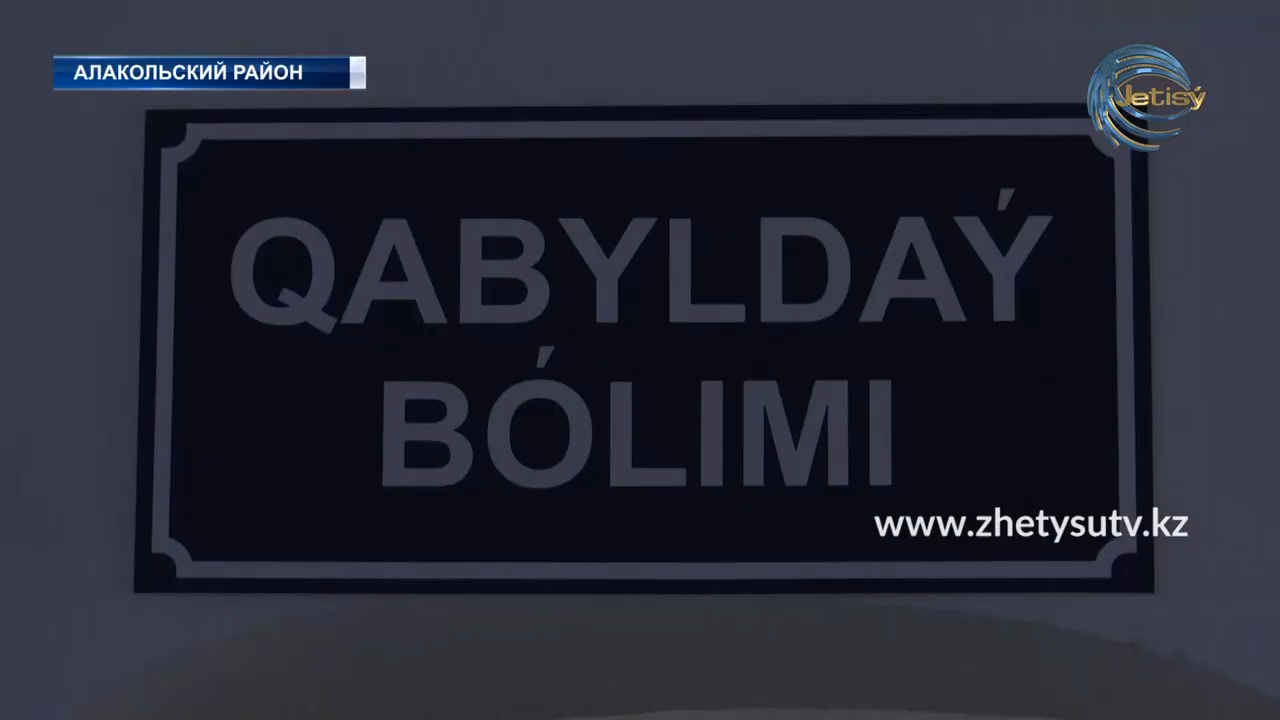 АЛАКОЛЬСКИЙ РАЙОН
Jetisý
QABYLDAÝ
BÓLIMI
www.zhetysutv.kz